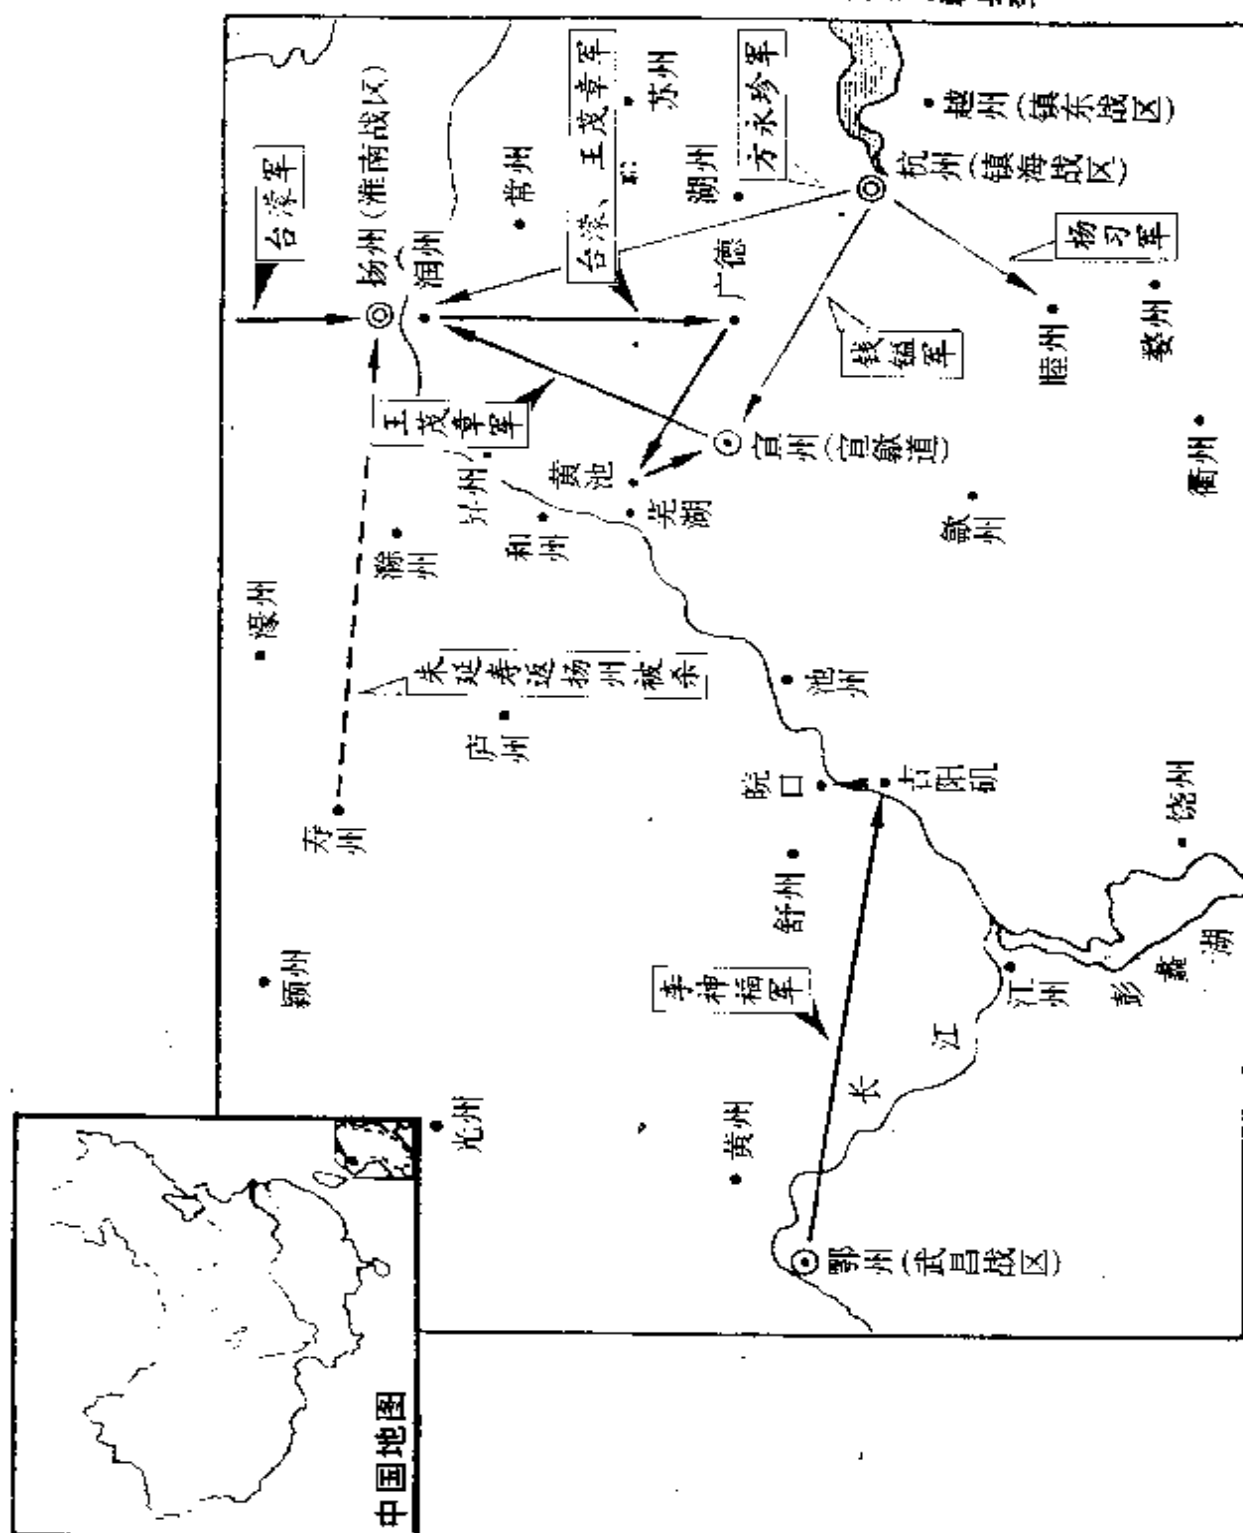 台濛军
扬州(淮南战区)
润州
常州
台濛、王茂章军
苏州
方永珍军
湖州
广德
越州(镇东战区)
杭州(镇海战区)
杨习军
睦州
婺州
衢州
钱镠军
王茂章军
昇州
黄池
宣州(宣歙道)
芜湖
和州
滁州
濠州
歙州
朱延寿返扬州被杀
庐州
寿州
池州
皖口
吉阳矶
舒州
饶州
颍州
李神福军
江州
彭蠡湖
长江
光州
黄州
鄂州(武昌战区)
中国地图